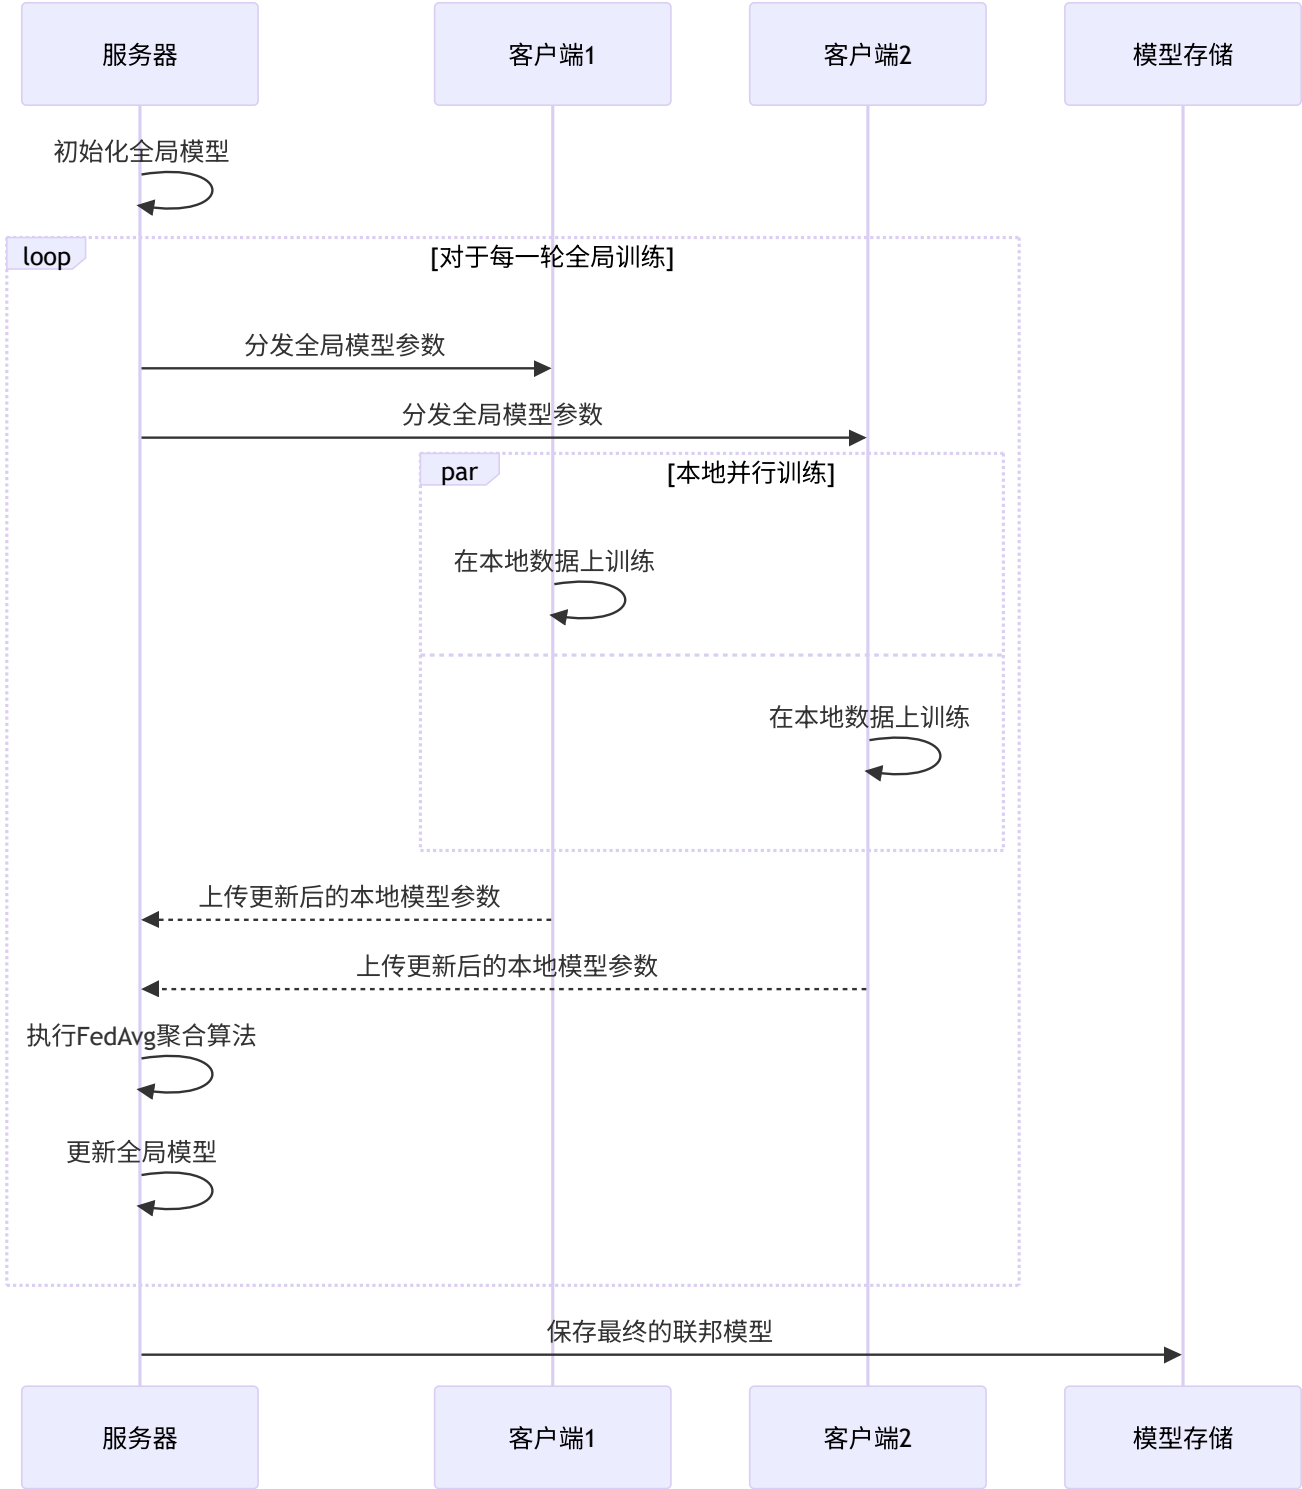 服务器
客户端1
客户端2
模型存储
初始化全局模型
loop
[对于每一轮全局训练]
分发全局模型参数
分发全局模型参数
par
[本地并行训练]
在本地数据上训练
在本地数据上训练
上传更新后的本地模型参数
上传更新后的本地模型参数
执行FedAvg聚合算法
更新全局模型
保存最终的联邦模型
服务器
客户端1
客户端2
模型存储